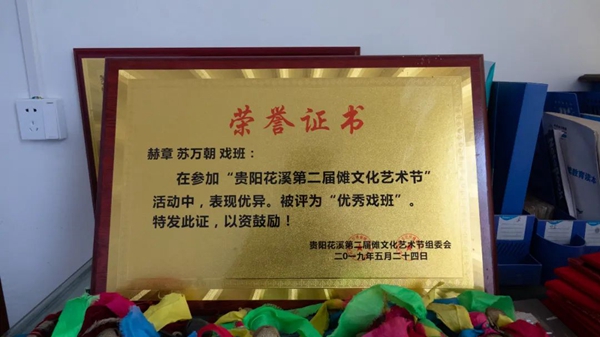 荣誉证书
赫章 苏万朝 戏班：
在参加“贵阳花溪第二届傩文化艺术节”
活动中，表现优异。被评为“优秀戏班”。
特发此证，以资鼓励！
贵阳花溪第二届傩文化艺术节组委会
二0一九年五月二十四日